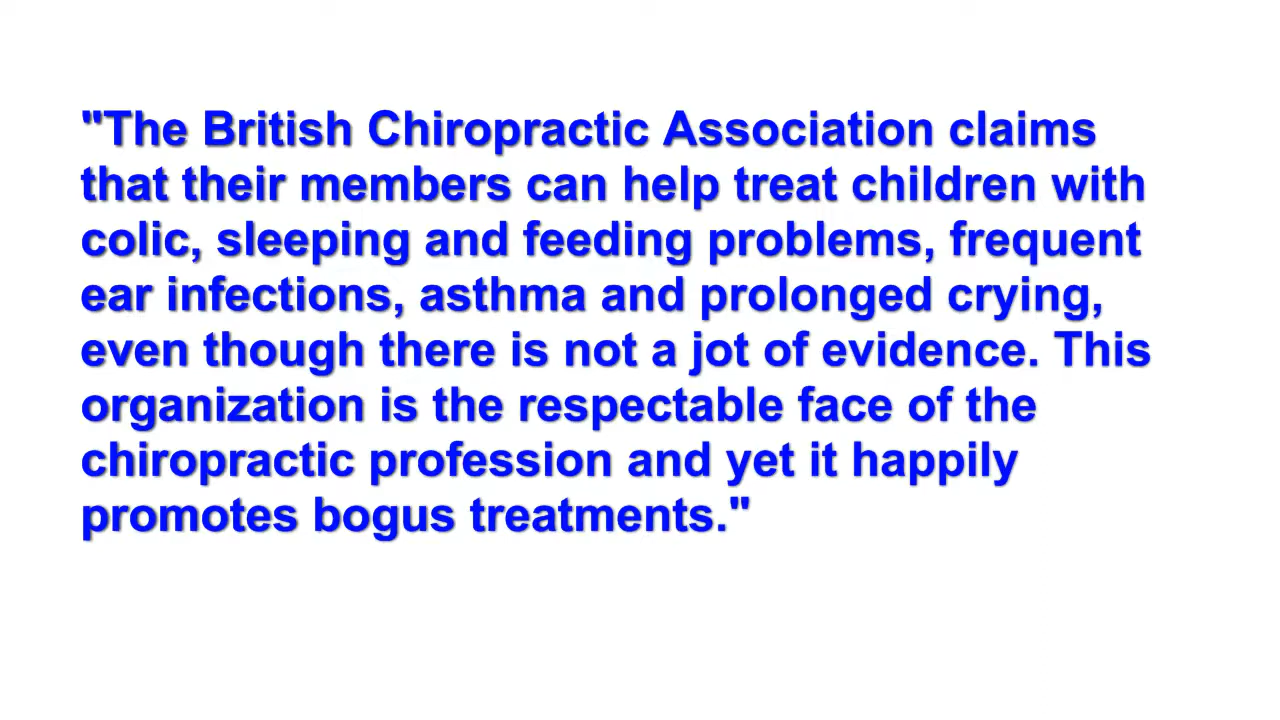 "The British Chiropractic Association claims
that their members can help treat children with
colic, sleeping and feeding problems, frequent
ear infections, asthma and prolonged crying,
even though there is not a jot of evidence. This
organization is the respectable face of the
chiropractic profession and yet it happily
promotes bogus treatments."